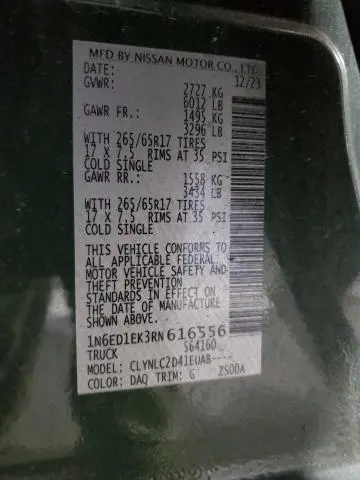 MFD BY NISSAN MOTOR CO., LTD.
DATE: 12/23
GVWR: 2727 KG
6012 LB
GAWR FR.: 1495 KG
3296 LB
WITH 265/65R17 TIRES
17 X 7.5 RIMS AT 35 PSI
COLD SINGLE
GAWR RR.: 1558 KG
3434 LB
WITH 265/65R17 TIRES
17 X 7.5 RIMS AT 35 PSI
COLD SINGLE
THIS VEHICLE CONFORMS TO
ALL APPLICABLE FEDERAL
MOTOR VEHICLE SAFETY AND
THEFT PREVENTION
STANDARDS IN EFFECT ON
THE DATE OF MANUFACTURE
SHOWN ABOVE.
1N6ED1EK3RN616556
TRUCK S64160
MODEL: CLYNLC2D41EUAB----
COLOR: DAQ TRIM: G ZS00A